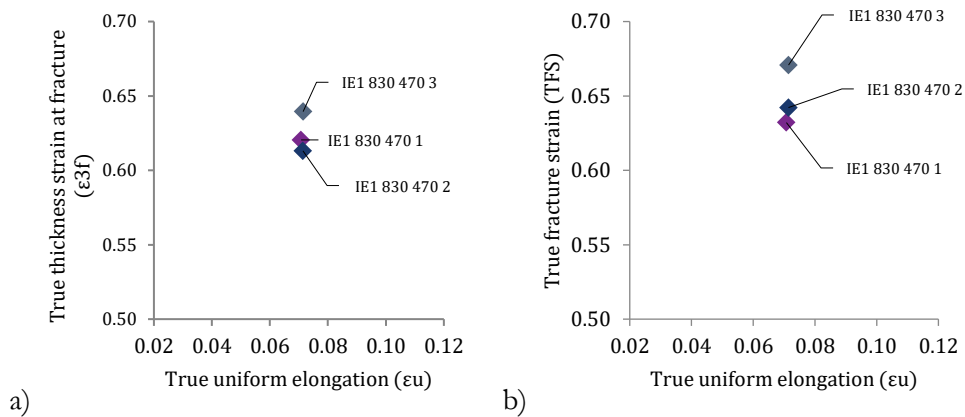 True thickness strain at fracture
(ε3f)
0.70
0.65
0.60
0.55
0.50
IE1 830 470 3
IE1 830 470 1
IE1 830 470 2
0.02 0.04 0.06 0.08 0.10 0.12
True uniform elongation (εu)
a)
True fracture strain (TFS)
0.70
0.65
0.60
0.55
0.50
IE1 830 470 3
IE1 830 470 2
IE1 830 470 1
0.02 0.04 0.06 0.08 0.10 0.12
True uniform elongation (εu)
b)